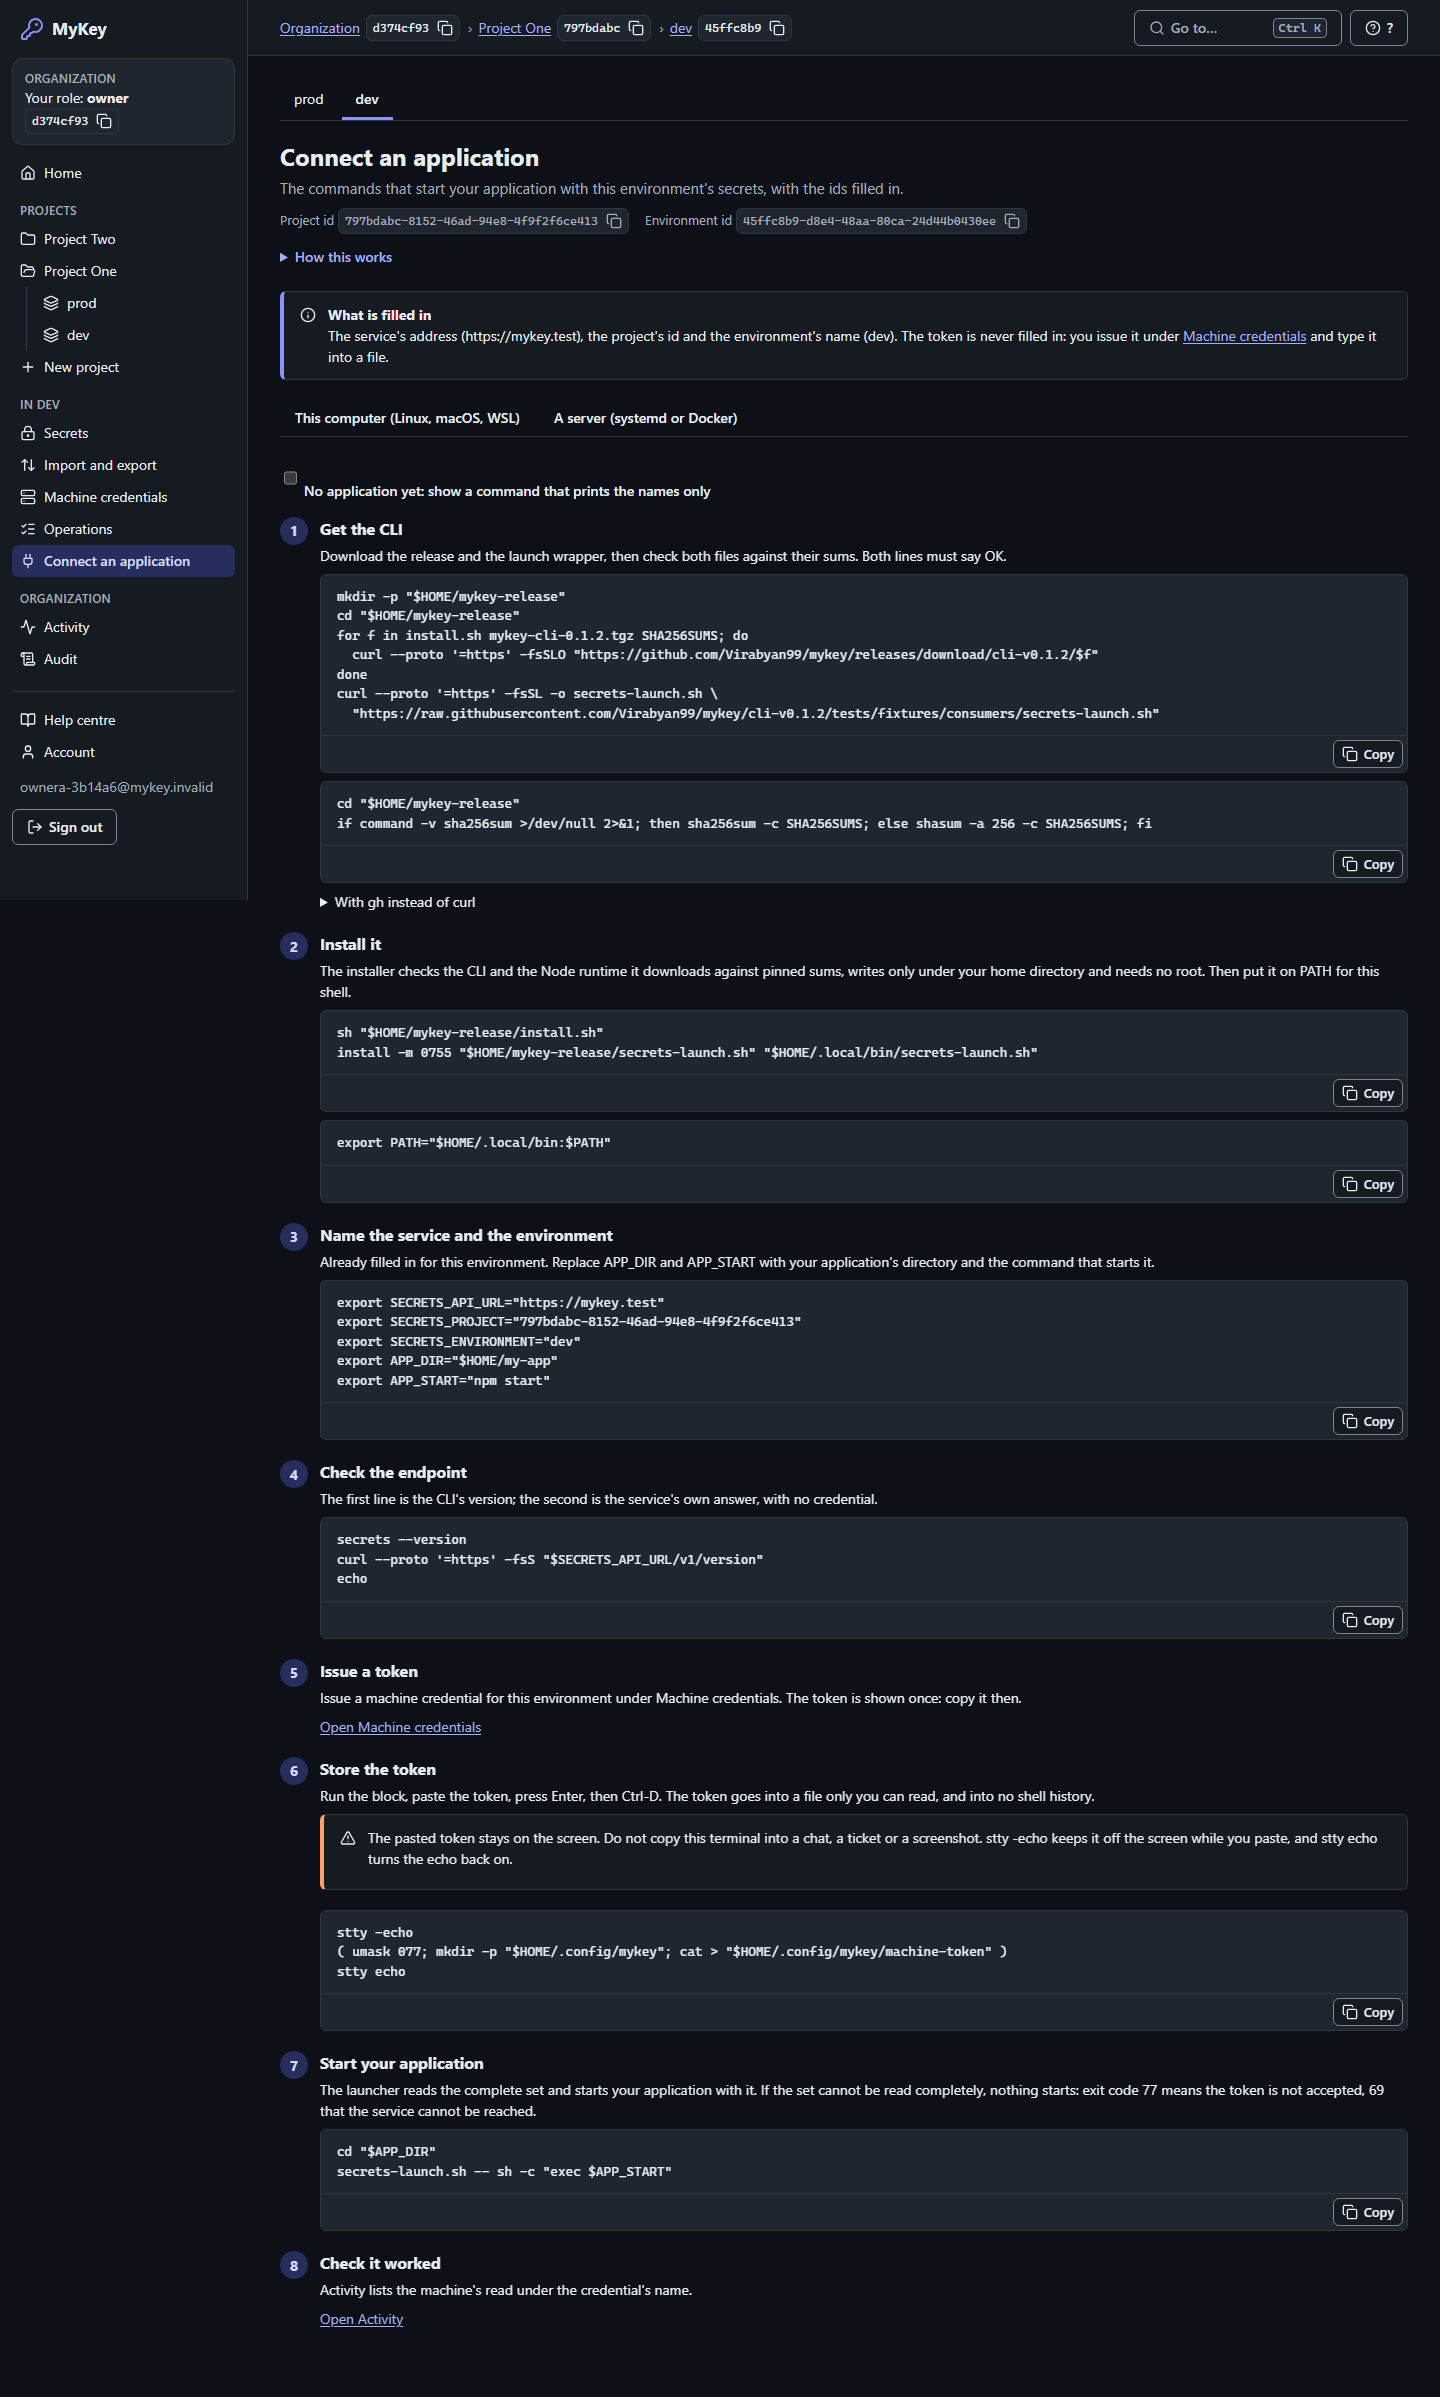 MyKey
Organization d374cf93 › Project One 797bdabc › dev 45ffc8b9
Go to... Ctrl K
?
ORGANIZATION
Your role: owner
d374cf93
Home
PROJECTS
Project Two
Project One
prod
dev
New project
IN DEV
Secrets
Import and export
Machine credentials
Operations
Connect an application
ORGANIZATION
Activity
Audit
Help centre
Account
ownera-3b14a6@mykey.invalid
Sign out
prod dev
Connect an application
The commands that start your application with this environment's secrets, with the ids filled in.
Project id 797bdabc-8152-46ad-94e8-4f9f2f6ce413 Environment id 45ffc8b9-d8e4-48aa-80ca-24d44b0430ee
How this works
What is filled in
The service's address (https://mykey.test), the project's id and the environment's name (dev). The token is never filled in: you issue it under Machine credentials and type it
into a file.
This computer (Linux, macOS, WSL) A server (systemd or Docker)
No application yet: show a command that prints the names only
1 Get the CLI
Download the release and the launch wrapper, then check both files against their sums. Both lines must say OK.
mkdir -p "$HOME/mykey-release"
cd "$HOME/mykey-release"
for f in install.sh mykey-cli-0.1.2.tgz SHA256SUMS; do
  curl --proto '=https' -fsSLO "https://github.com/Virabyan99/mykey/releases/download/cli-v0.1.2/$f"
done
curl --proto '=https' -fsSL -o secrets-launch.sh \
  "https://raw.githubusercontent.com/Virabyan99/mykey/cli-v0.1.2/tests/fixtures/consumers/secrets-launch.sh"
Copy
cd "$HOME/mykey-release"
if command -v sha256sum >/dev/null 2>&1; then sha256sum -c SHA256SUMS; else shasum -a 256 -c SHA256SUMS; fi
Copy
With gh instead of curl
2 Install it
The installer checks the CLI and the Node runtime it downloads against pinned sums, writes only under your home directory and needs no root. Then put it on PATH for this
shell.
sh "$HOME/mykey-release/install.sh"
install -m 0755 "$HOME/mykey-release/secrets-launch.sh" "$HOME/.local/bin/secrets-launch.sh"
Copy
export PATH="$HOME/.local/bin:$PATH"
Copy
3 Name the service and the environment
Already filled in for this environment. Replace APP_DIR and APP_START with your application's directory and the command that starts it.
export SECRETS_API_URL="https://mykey.test"
export SECRETS_PROJECT="797bdabc-8152-46ad-94e8-4f9f2f6ce413"
export SECRETS_ENVIRONMENT="dev"
export APP_DIR="$HOME/my-app"
export APP_START="npm start"
Copy
4 Check the endpoint
The first line is the CLI's version; the second is the service's own answer, with no credential.
secrets --version
curl --proto '=https' -fsS "$SECRETS_API_URL/v1/version"
echo
Copy
5 Issue a token
Issue a machine credential for this environment under Machine credentials. The token is shown once: copy it then.
Open Machine credentials
6 Store the token
Run the block, paste the token, press Enter, then Ctrl-D. The token goes into a file only you can read, and into no shell history.
The pasted token stays on the screen. Do not copy this terminal into a chat, a ticket or a screenshot. stty -echo keeps it off the screen while you paste, and stty echo
turns the echo back on.
stty -echo
( umask 077; mkdir -p "$HOME/.config/mykey"; cat > "$HOME/.config/mykey/machine-token" )
stty echo
Copy
7 Start your application
The launcher reads the complete set and starts your application with it. If the set cannot be read completely, nothing starts: exit code 77 means the token is not accepted, 69
that the service cannot be reached.
cd "$APP_DIR"
secrets-launch.sh -- sh -c "exec $APP_START"
Copy
8 Check it worked
Activity lists the machine's read under the credential's name.
Open Activity